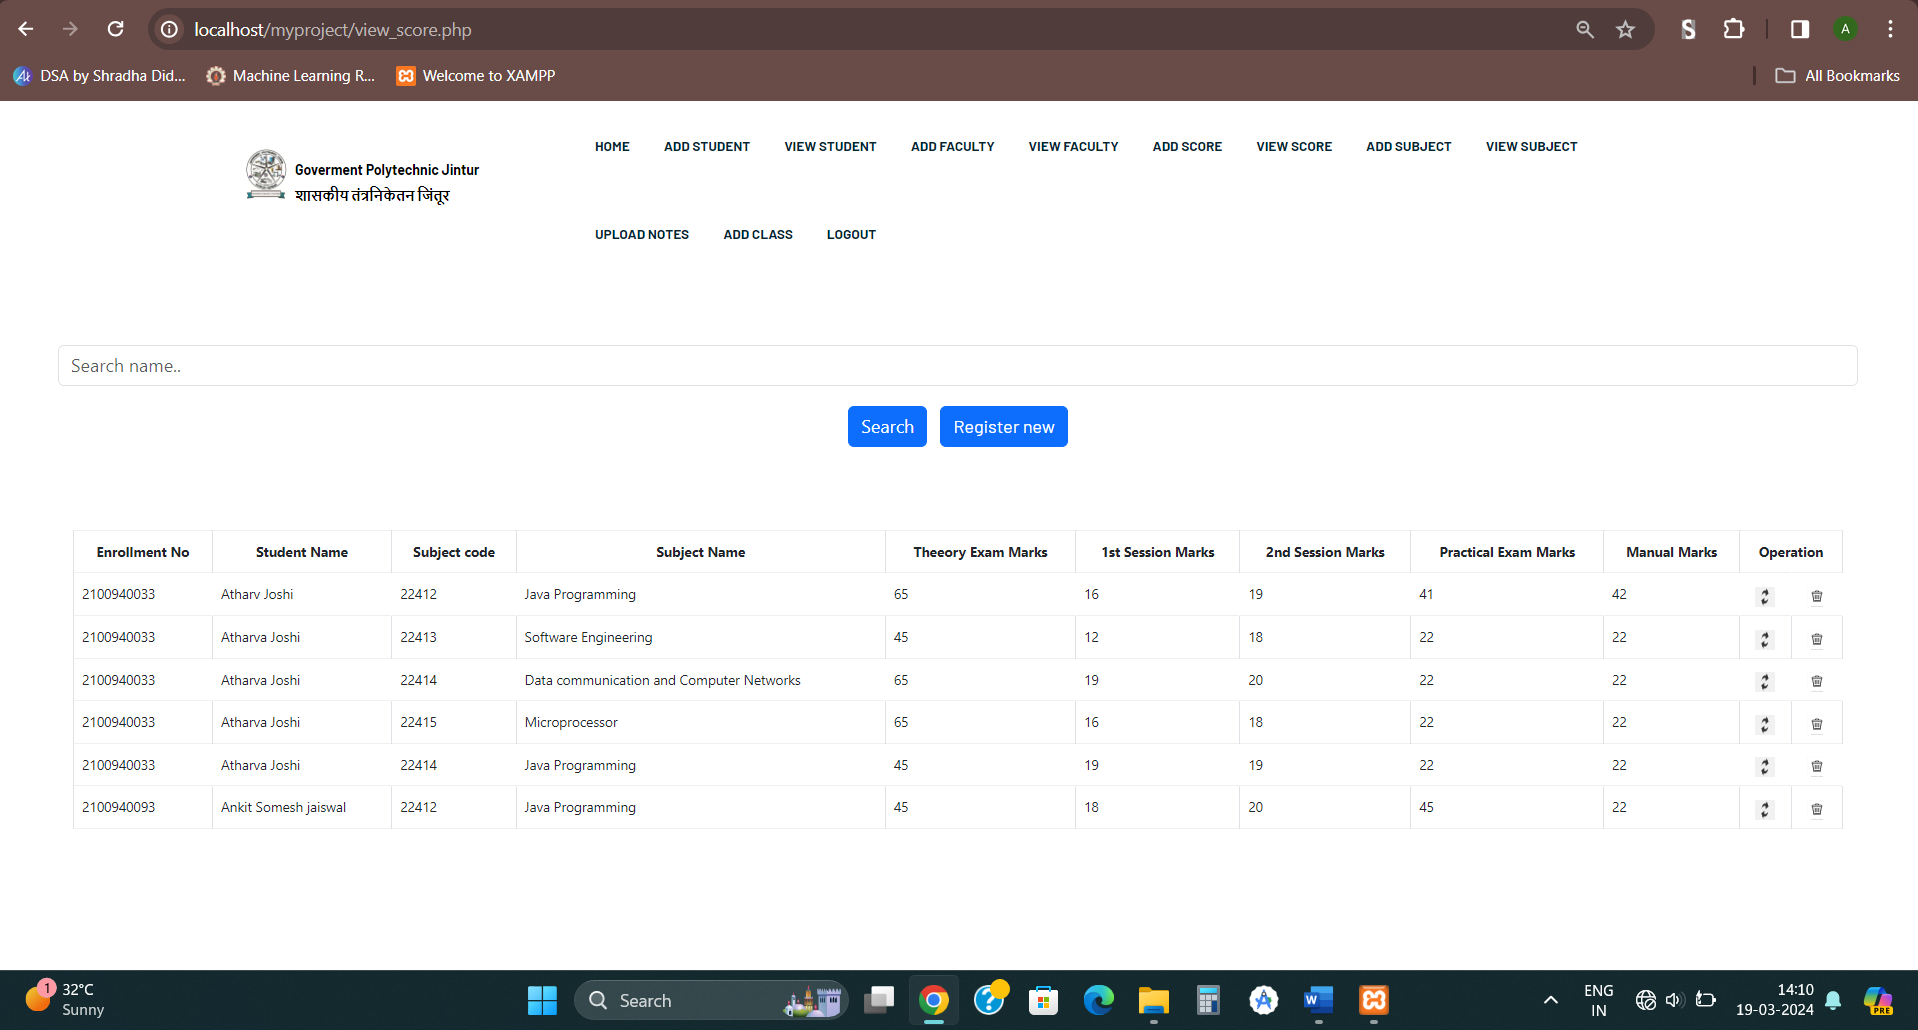 localhost/myproject/view_score.php
A
DSA by Shradha Did... Machine Learning R... Welcome to XAMPP All Bookmarks
Goverment Polytechnic Jintur
शासकीय तंत्रनिकेतन जिंतूर
HOME ADD STUDENT VIEW STUDENT ADD FACULTY VIEW FACULTY ADD SCORE VIEW SCORE ADD SUBJECT VIEW SUBJECT
UPLOAD NOTES ADD CLASS LOGOUT
Search name..
Search Register new
Enrollment No Student Name Subject code Subject Name Theeory Exam Marks 1st Session Marks 2nd Session Marks Practical Exam Marks Manual Marks Operation
2100940033 Atharv Joshi 22412 Java Programming 65 16 19 41 42
2100940033 Atharva Joshi 22413 Software Engineering 45 12 18 22 22
2100940033 Atharva Joshi 22414 Data communication and Computer Networks 65 19 20 22 22
2100940033 Atharva Joshi 22415 Microprocessor 65 16 18 22 22
2100940033 Atharva Joshi 22414 Java Programming 45 19 19 22 22
2100940093 Ankit Somesh jaiswal 22412 Java Programming 45 18 20 45 22
1 32°C
Sunny
Search
ENG
IN
14:10
19-03-2024
PRE